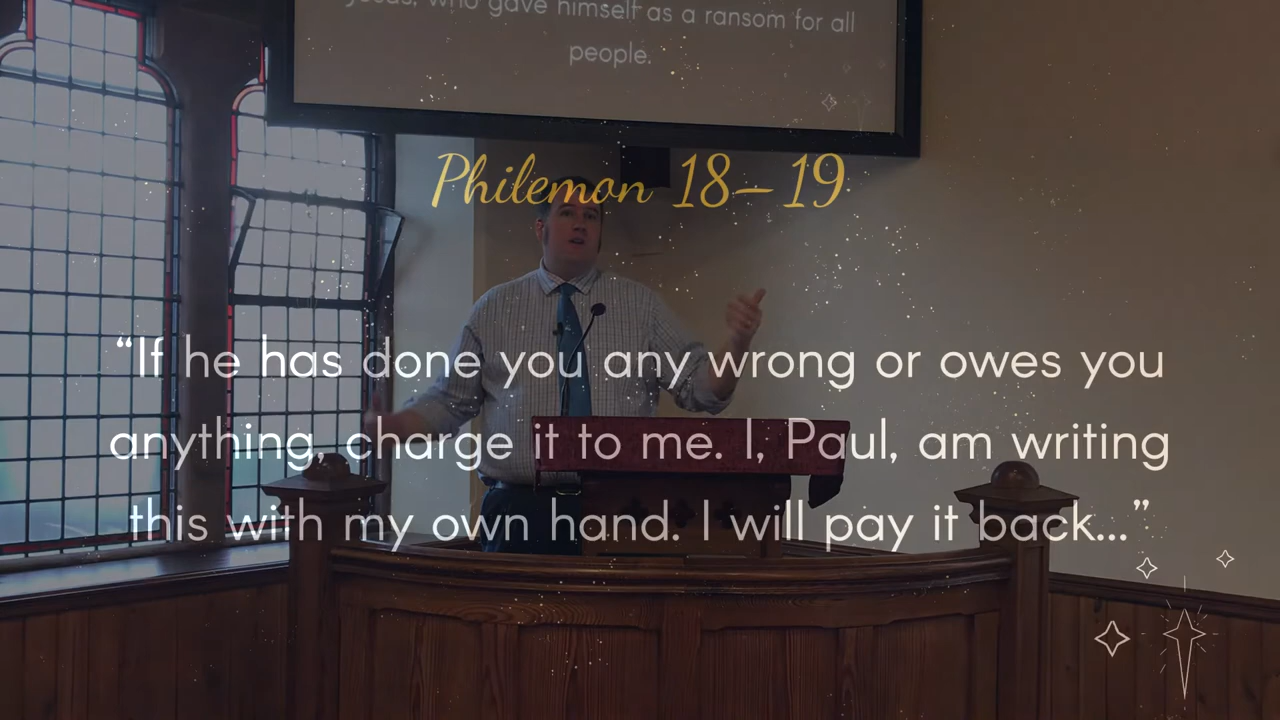 Jesus, who gave himself as a ransom for all
people.
Philemon 18– 19
“If he has done you any wrong or owes you
anything, charge it to me. I, Paul, am writing
this with my own hand. I will pay it back...”